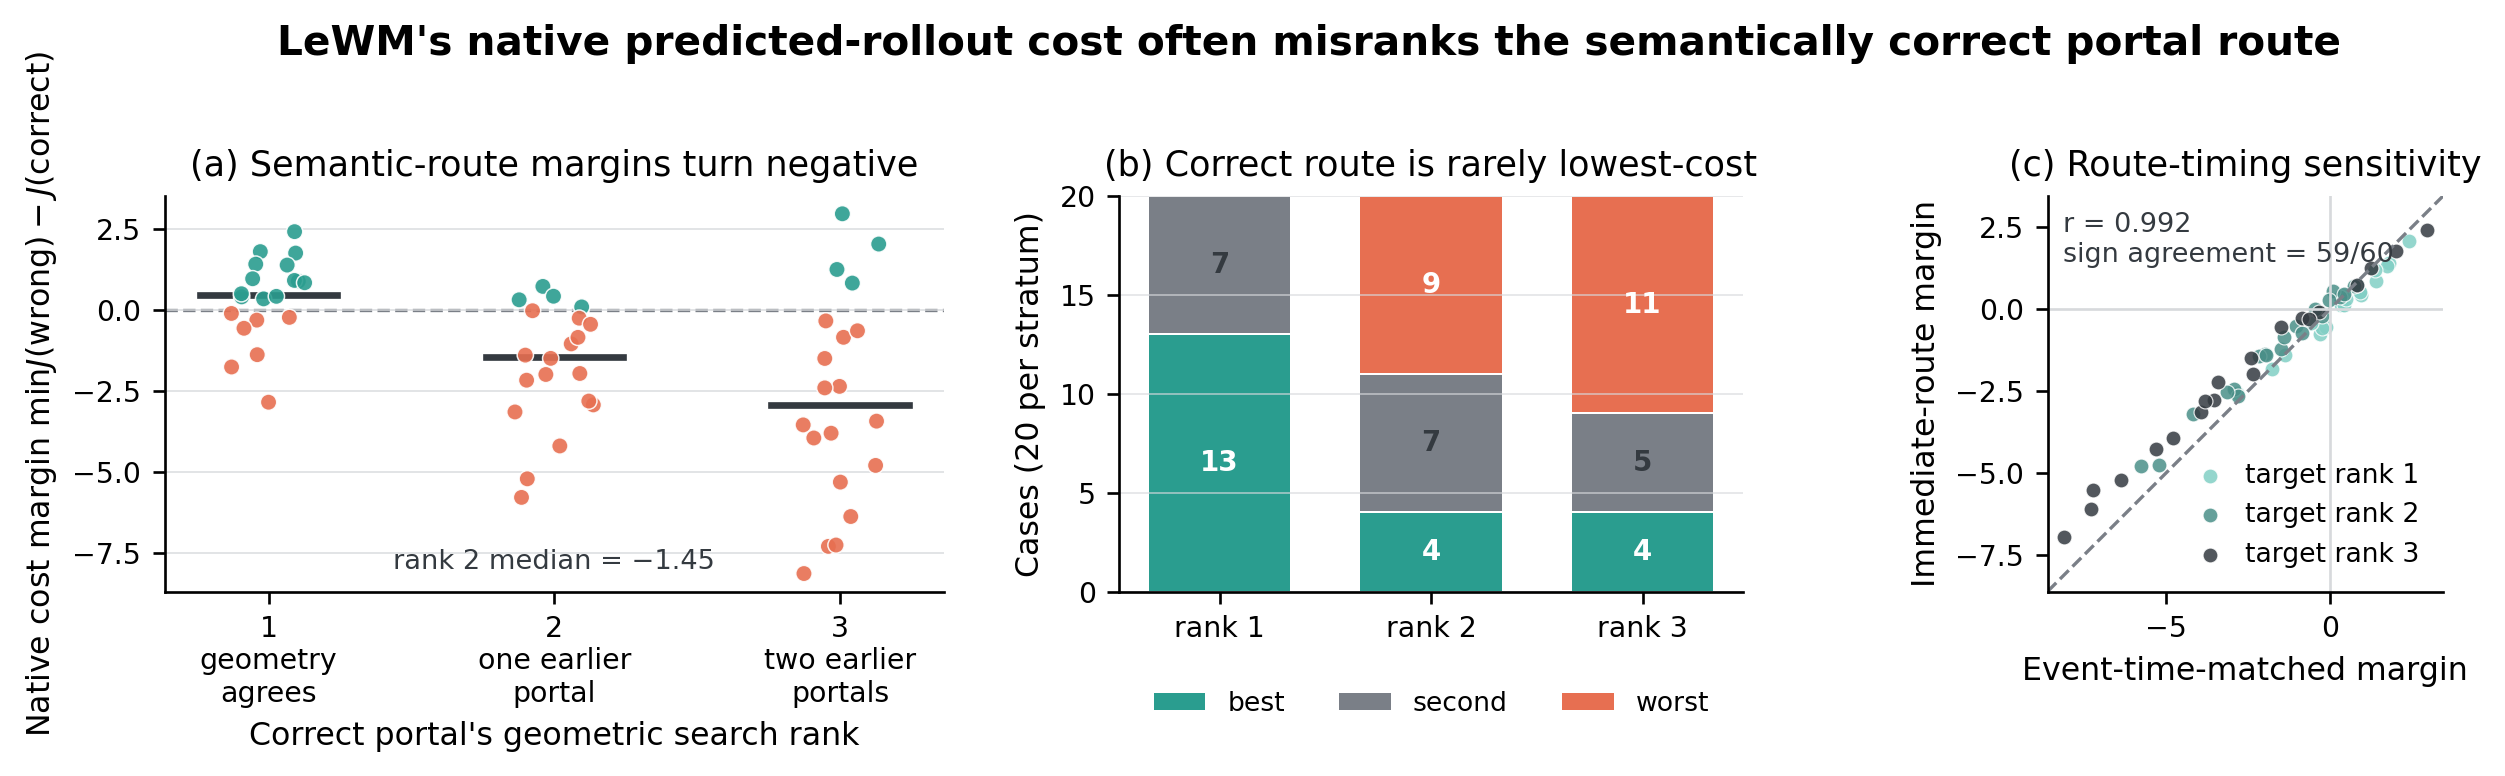 LeWM's native predicted-rollout cost often misranks the semantically correct portal route
(a) Semantic-route margins turn negative
Native cost margin minJ(wrong) − J(correct)
2.5
0.0
−2.5
−5.0
−7.5
rank 2 median = −1.45
1
geometry
agrees
2
one earlier
portal
3
two earlier
portals
Correct portal's geometric search rank
(b) Correct route is rarely lowest-cost
Cases (20 per stratum)
20
15
10
5
0
7
13
9
7
4
11
5
4
rank 1
rank 2
rank 3
best
second
worst
(c) Route-timing sensitivity
Immediate-route margin
2.5
0.0
−2.5
−5.0
−7.5
r = 0.992
sign agreement = 59/60
target rank 1
target rank 2
target rank 3
−5
0
Event-time-matched margin